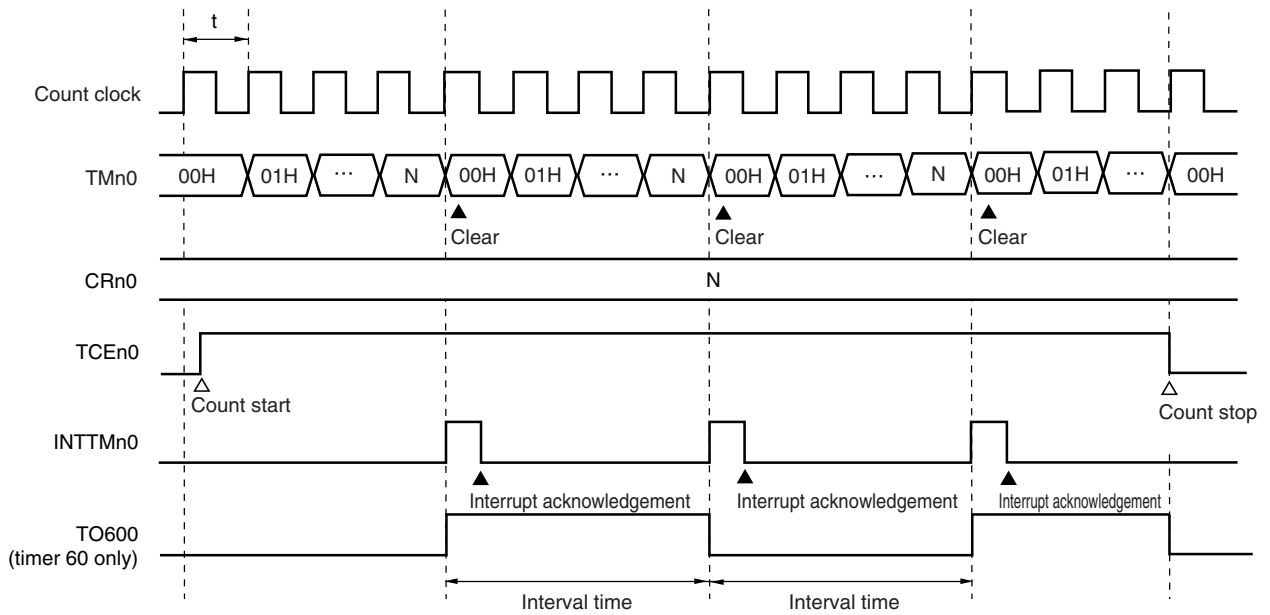 t
Count clock
TMn0 00H 01H ... N 00H 01H ... N 00H 01H ... N 00H 01H ... 00H
Clear Clear Clear
CRn0 N
TCEn0
Count start Count stop
INTTMn0
Interrupt acknowledgement Interrupt acknowledgement Interrupt acknowledgement
TO600
(timer 60 only)
Interval time Interval time